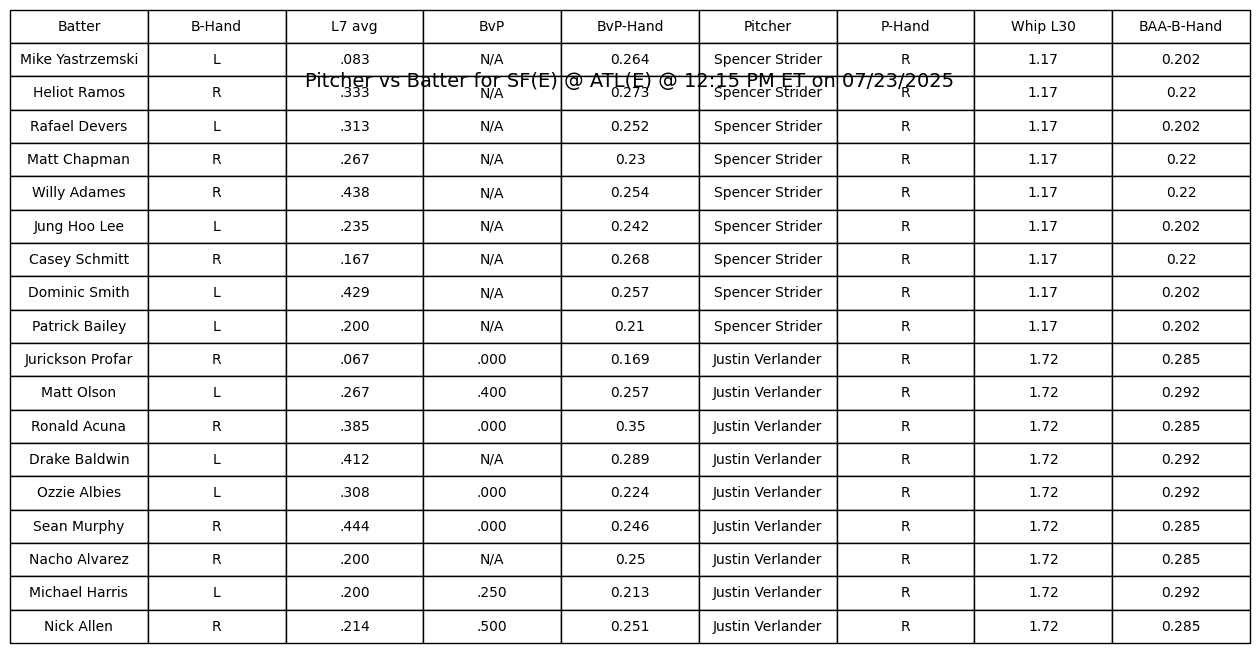 Batter B-Hand L7 avg BvP BvP-Hand Pitcher P-Hand Whip L30 BAA-B-Hand
Mike Yastrzemski L .083 N/A 0.264 Spencer Strider R 1.17 0.202
Pitcher vs Batter for SF(E) @ ATL(E) @ 12:15 PM ET on 07/23/2025
Heliot Ramos R .333 N/A 0.273 Spencer Strider R 1.17 0.22
Rafael Devers L .313 N/A 0.252 Spencer Strider R 1.17 0.202
Matt Chapman R .267 N/A 0.23 Spencer Strider R 1.17 0.22
Willy Adames R .438 N/A 0.254 Spencer Strider R 1.17 0.22
Jung Hoo Lee L .235 N/A 0.242 Spencer Strider R 1.17 0.202
Casey Schmitt R .167 N/A 0.268 Spencer Strider R 1.17 0.22
Dominic Smith L .429 N/A 0.257 Spencer Strider R 1.17 0.202
Patrick Bailey L .200 N/A 0.21 Spencer Strider R 1.17 0.202
Jurickson Profar R .067 .000 0.169 Justin Verlander R 1.72 0.285
Matt Olson L .267 .400 0.257 Justin Verlander R 1.72 0.292
Ronald Acuna R .385 .000 0.35 Justin Verlander R 1.72 0.285
Drake Baldwin L .412 N/A 0.289 Justin Verlander R 1.72 0.292
Ozzie Albies L .308 .000 0.224 Justin Verlander R 1.72 0.292
Sean Murphy R .444 .000 0.246 Justin Verlander R 1.72 0.285
Nacho Alvarez R .200 N/A 0.25 Justin Verlander R 1.72 0.285
Michael Harris L .200 .250 0.213 Justin Verlander R 1.72 0.292
Nick Allen R .214 .500 0.251 Justin Verlander R 1.72 0.285